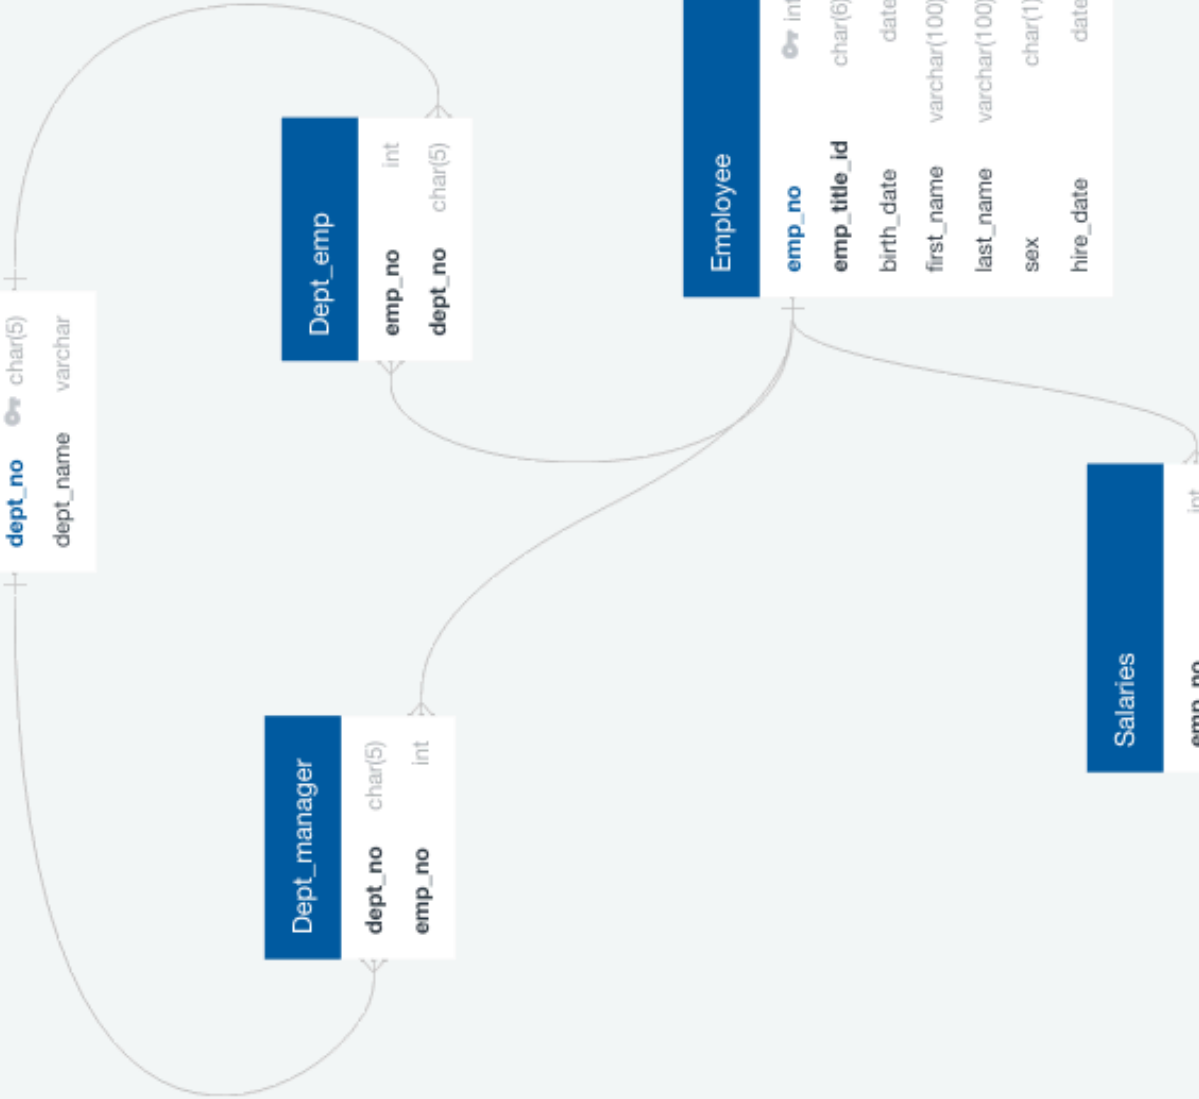 dept_no char(5)
dept_name varchar
Dept_emp
emp_no int
dept_no char(5)
Dept_manager
dept_no char(5)
emp_no int
Employee
emp_no int
emp_title_id char(6)
birth_date date
first_name varchar(100)
last_name varchar(100)
sex char(1)
hire_date date
Salaries
emp_no int